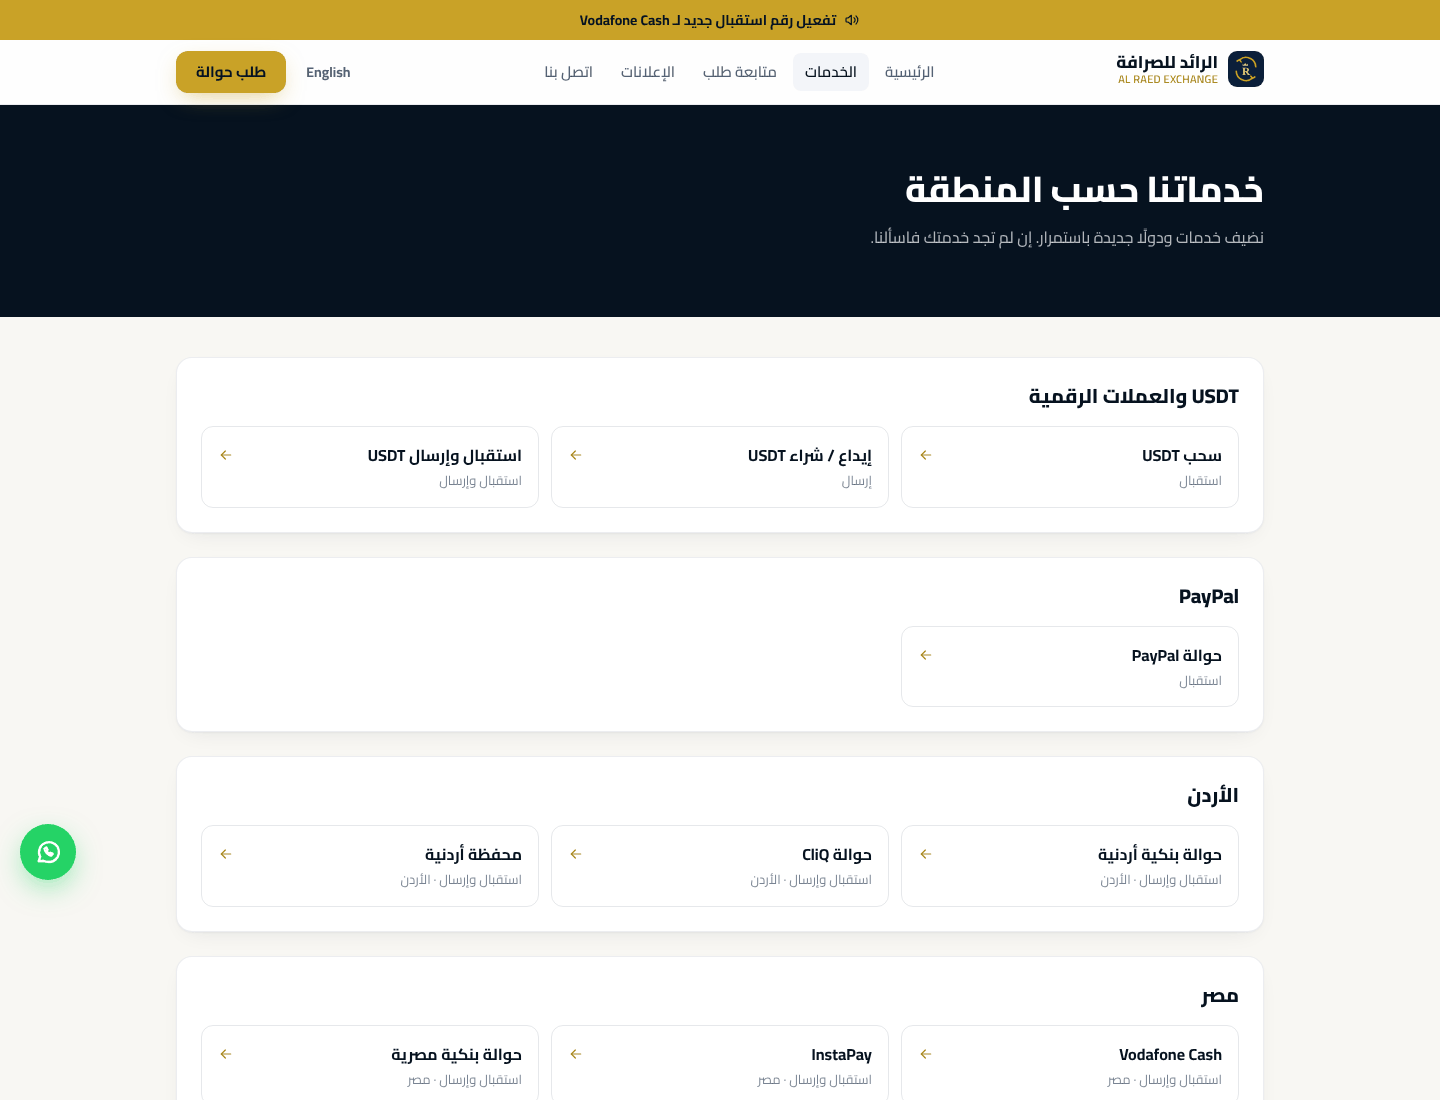 تفعيل رقم استقبال جديد لـ Vodafone Cash
الرائد للصرافة
AL RAED EXCHANGE
R
الرئيسية
الخدمات
متابعة طلب
الإعلانات
اتصل بنا
English
طلب حوالة
خدماتنا حسب المنطقة
نضيف خدمات ودولًا جديدة باستمرار. إن لم تجد خدمتك فاسألنا.
USDT والعملات الرقمية
سحب USDT
استقبال
إيداع / شراء USDT
إرسال
استقبال وإرسال USDT
استقبال وإرسال
PayPal
حوالة PayPal
استقبال
الأردن
حوالة بنكية أردنية
استقبال وإرسال · الأردن
حوالة CliQ
استقبال وإرسال · الأردن
محفظة أردنية
استقبال وإرسال · الأردن
مصر
Vodafone Cash
استقبال وإرسال · مصر
InstaPay
استقبال وإرسال · مصر
حوالة بنكية مصرية
استقبال وإرسال · مصر